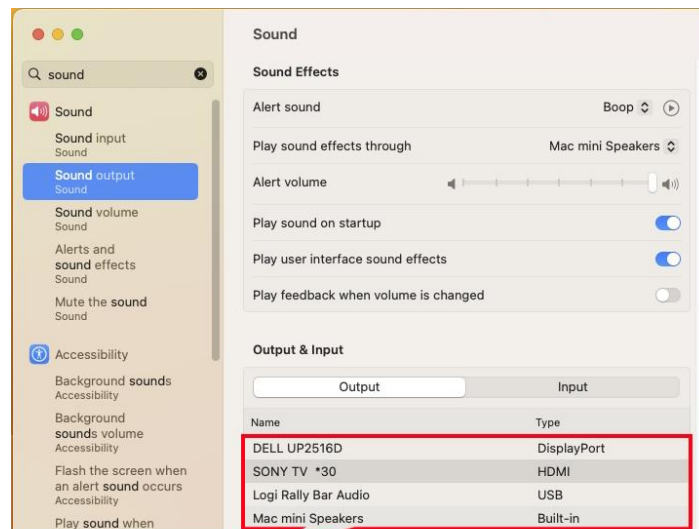 Sound
sound
Sound
Sound input
Sound
Sound output
Sound
Sound volume
Sound
Alerts and
sound effects
Sound
Mute the sound
Sound
Accessibility
Background sounds
Accessibility
Background
sounds volume
Accessibility
Flash the screen when
an alert sound occurs
Accessibility
Play sound when
Sound Effects
Alert sound Boop
Play sound effects through Mac mini Speakers
Alert volume
Play sound on startup
Play user interface sound effects
Play feedback when volume is changed
Output & Input
Output Input
Name Type
DELL UP2516D DisplayPort
SONY TV *30 HDMI
Logi Rally Bar Audio USB
Mac mini Speakers Built-in